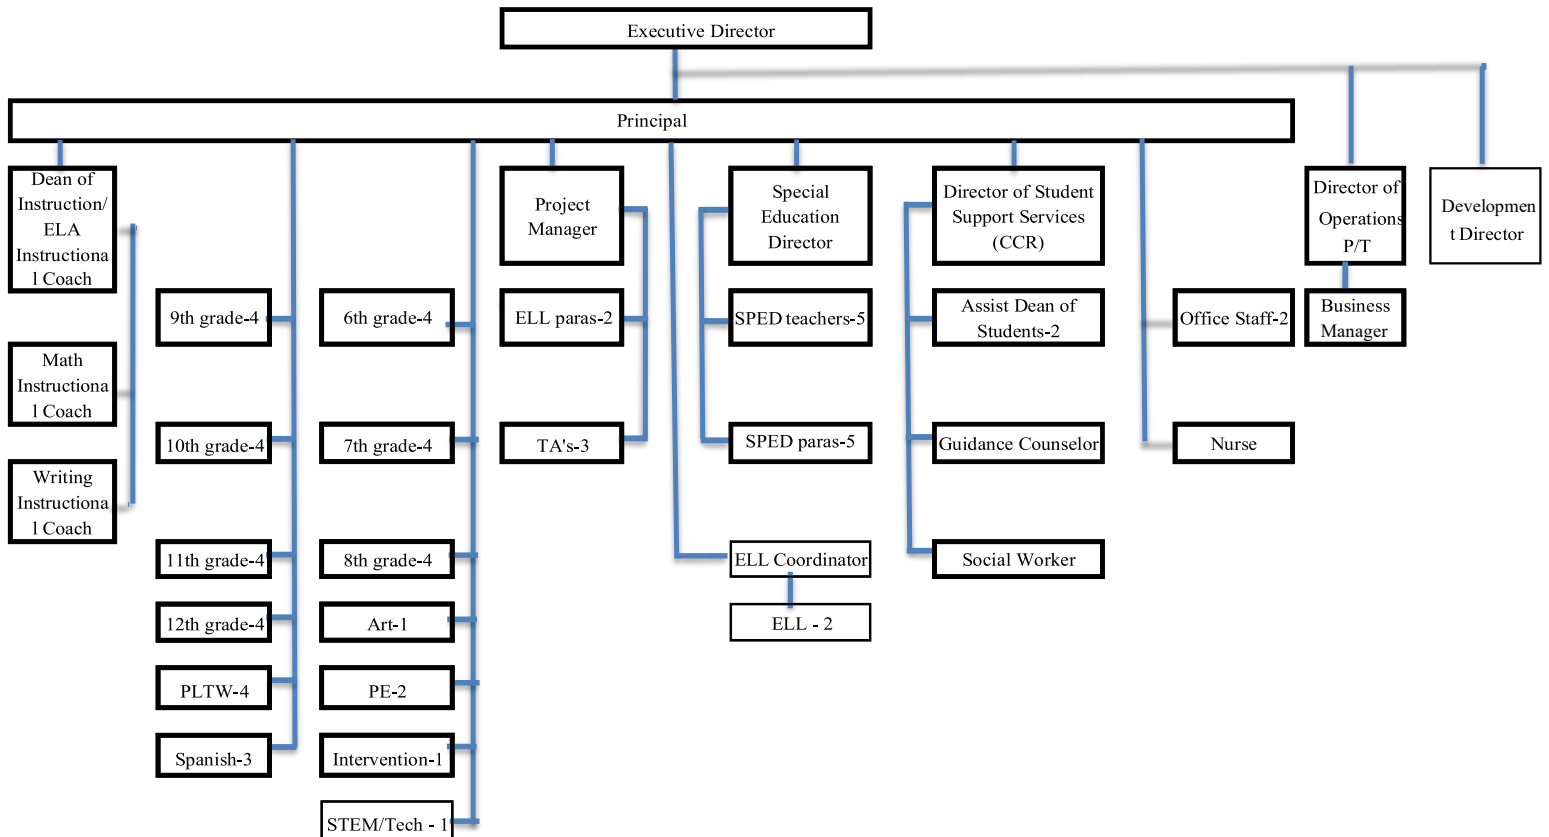 Executive Director
Principal
Dean of
Instruction/
ELA
Instructiona
l Coach
Math
Instructiona
l Coach
Writing
Instructiona
l Coach
9th grade-4
10th grade-4
11th grade-4
12th grade-4
PLTW-4
Spanish-3
6th grade-4
7th grade-4
8th grade-4
Art-1
PE-2
Intervention-1
STEM/Tech - 1
Project
Manager
ELL paras-2
TA's-3
Special
Education
Director
SPED teachers-5
SPED paras-5
ELL Coordinator
ELL - 2
Director of Student
Support Services
(CCR)
Assist Dean of
Students-2
Guidance Counselor
Social Worker
Office Staff-2
Nurse
Director of
Operations
P/T
Business
Manager
Developmen
t Director